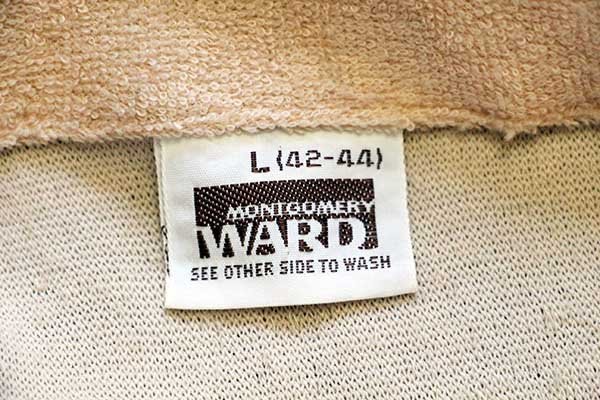 L (42-44)
MONTGOMERY
WARD
SEE OTHER SIDE TO WASH